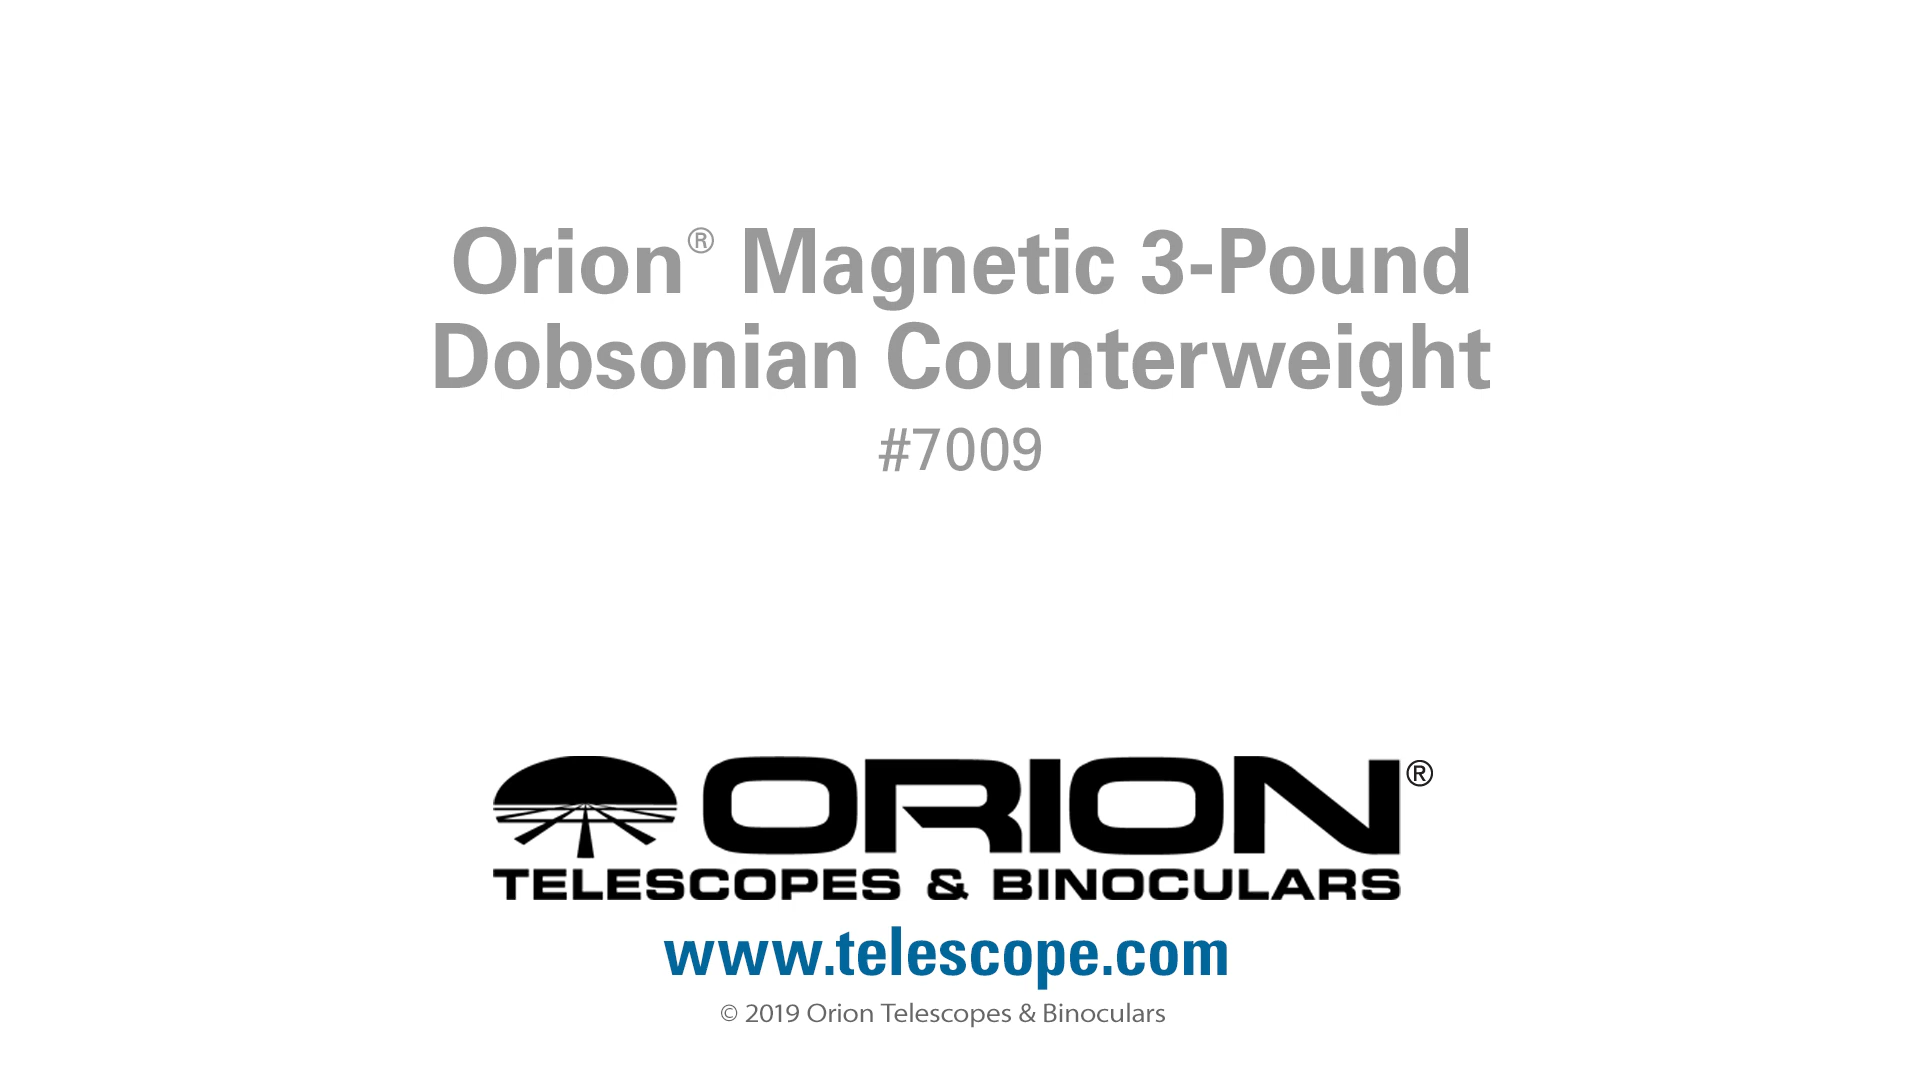 Orion® Magnetic 3-Pound
Dobsonian Counterweight
#7009
ORION®
TELESCOPES & BINOCULARS
www.telescope.com
© 2019 Orion Telescopes & Binoculars